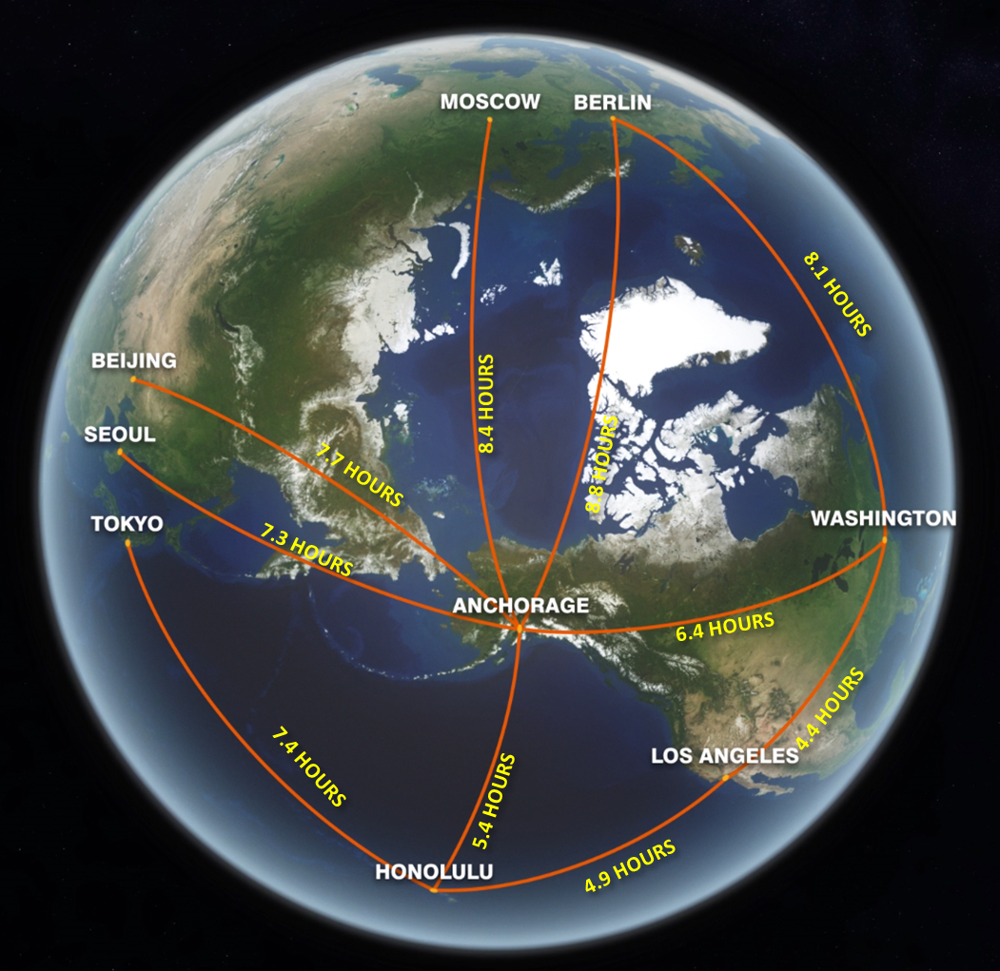 MOSCOW
BERLIN
8.1 HOURS
BEIJING
8.4 HOURS
8.8 HOURS
SEOUL
7.7 HOURS
TOKYO
7.3 HOURS
WASHINGTON
ANCHORAGE
6.4 HOURS
4.4 HOURS
7.4 HOURS
5.4 HOURS
LOS ANGELES
HONOLULU
4.9 HOURS